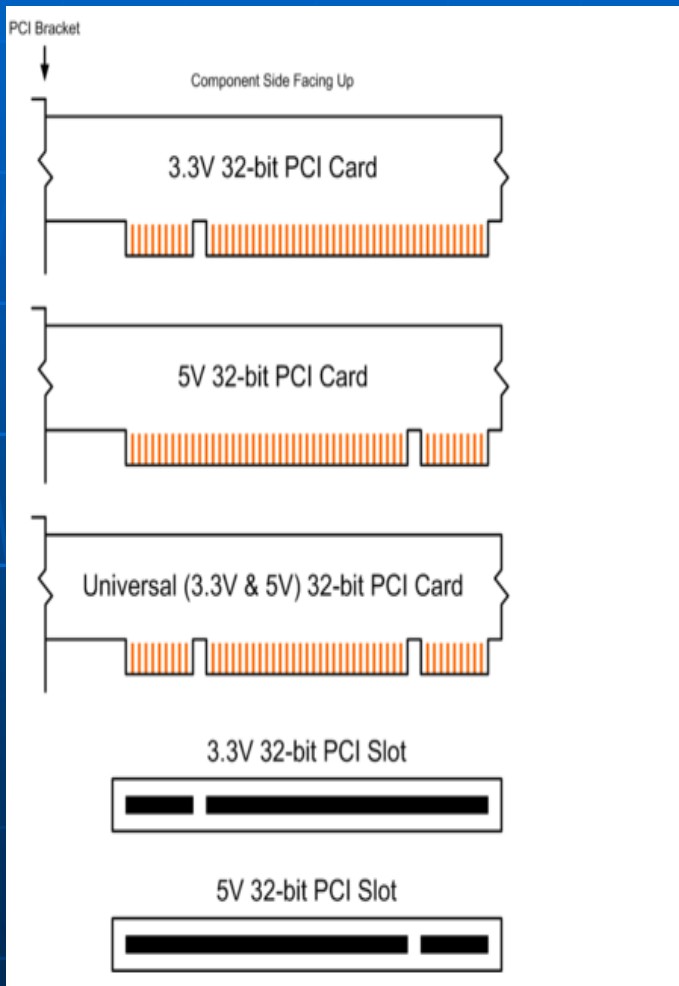 PCI Bracket
Component Side Facing Up
3.3V 32-bit PCI Card
5V 32-bit PCI Card
Universal (3.3V & 5V) 32-bit PCI Card
3.3V 32-bit PCI Slot
5V 32-bit PCI Slot